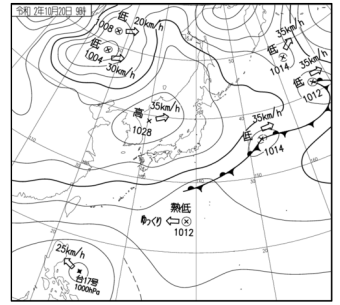 令和 2年10月20日 9時
低
1008
20km/h
低
1004
30km/h
35km/h
低
1014
35km/h
低
1012
高
35km/h
1028
35km/h
低
1014
熱低
ゆっくり
1012
25km/h
台17号
1000hPa